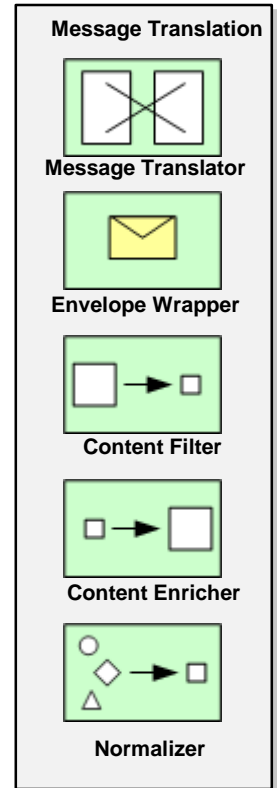 Message Translation
Message Translator
Envelope Wrapper
Content Filter
Content Enricher
Normalizer